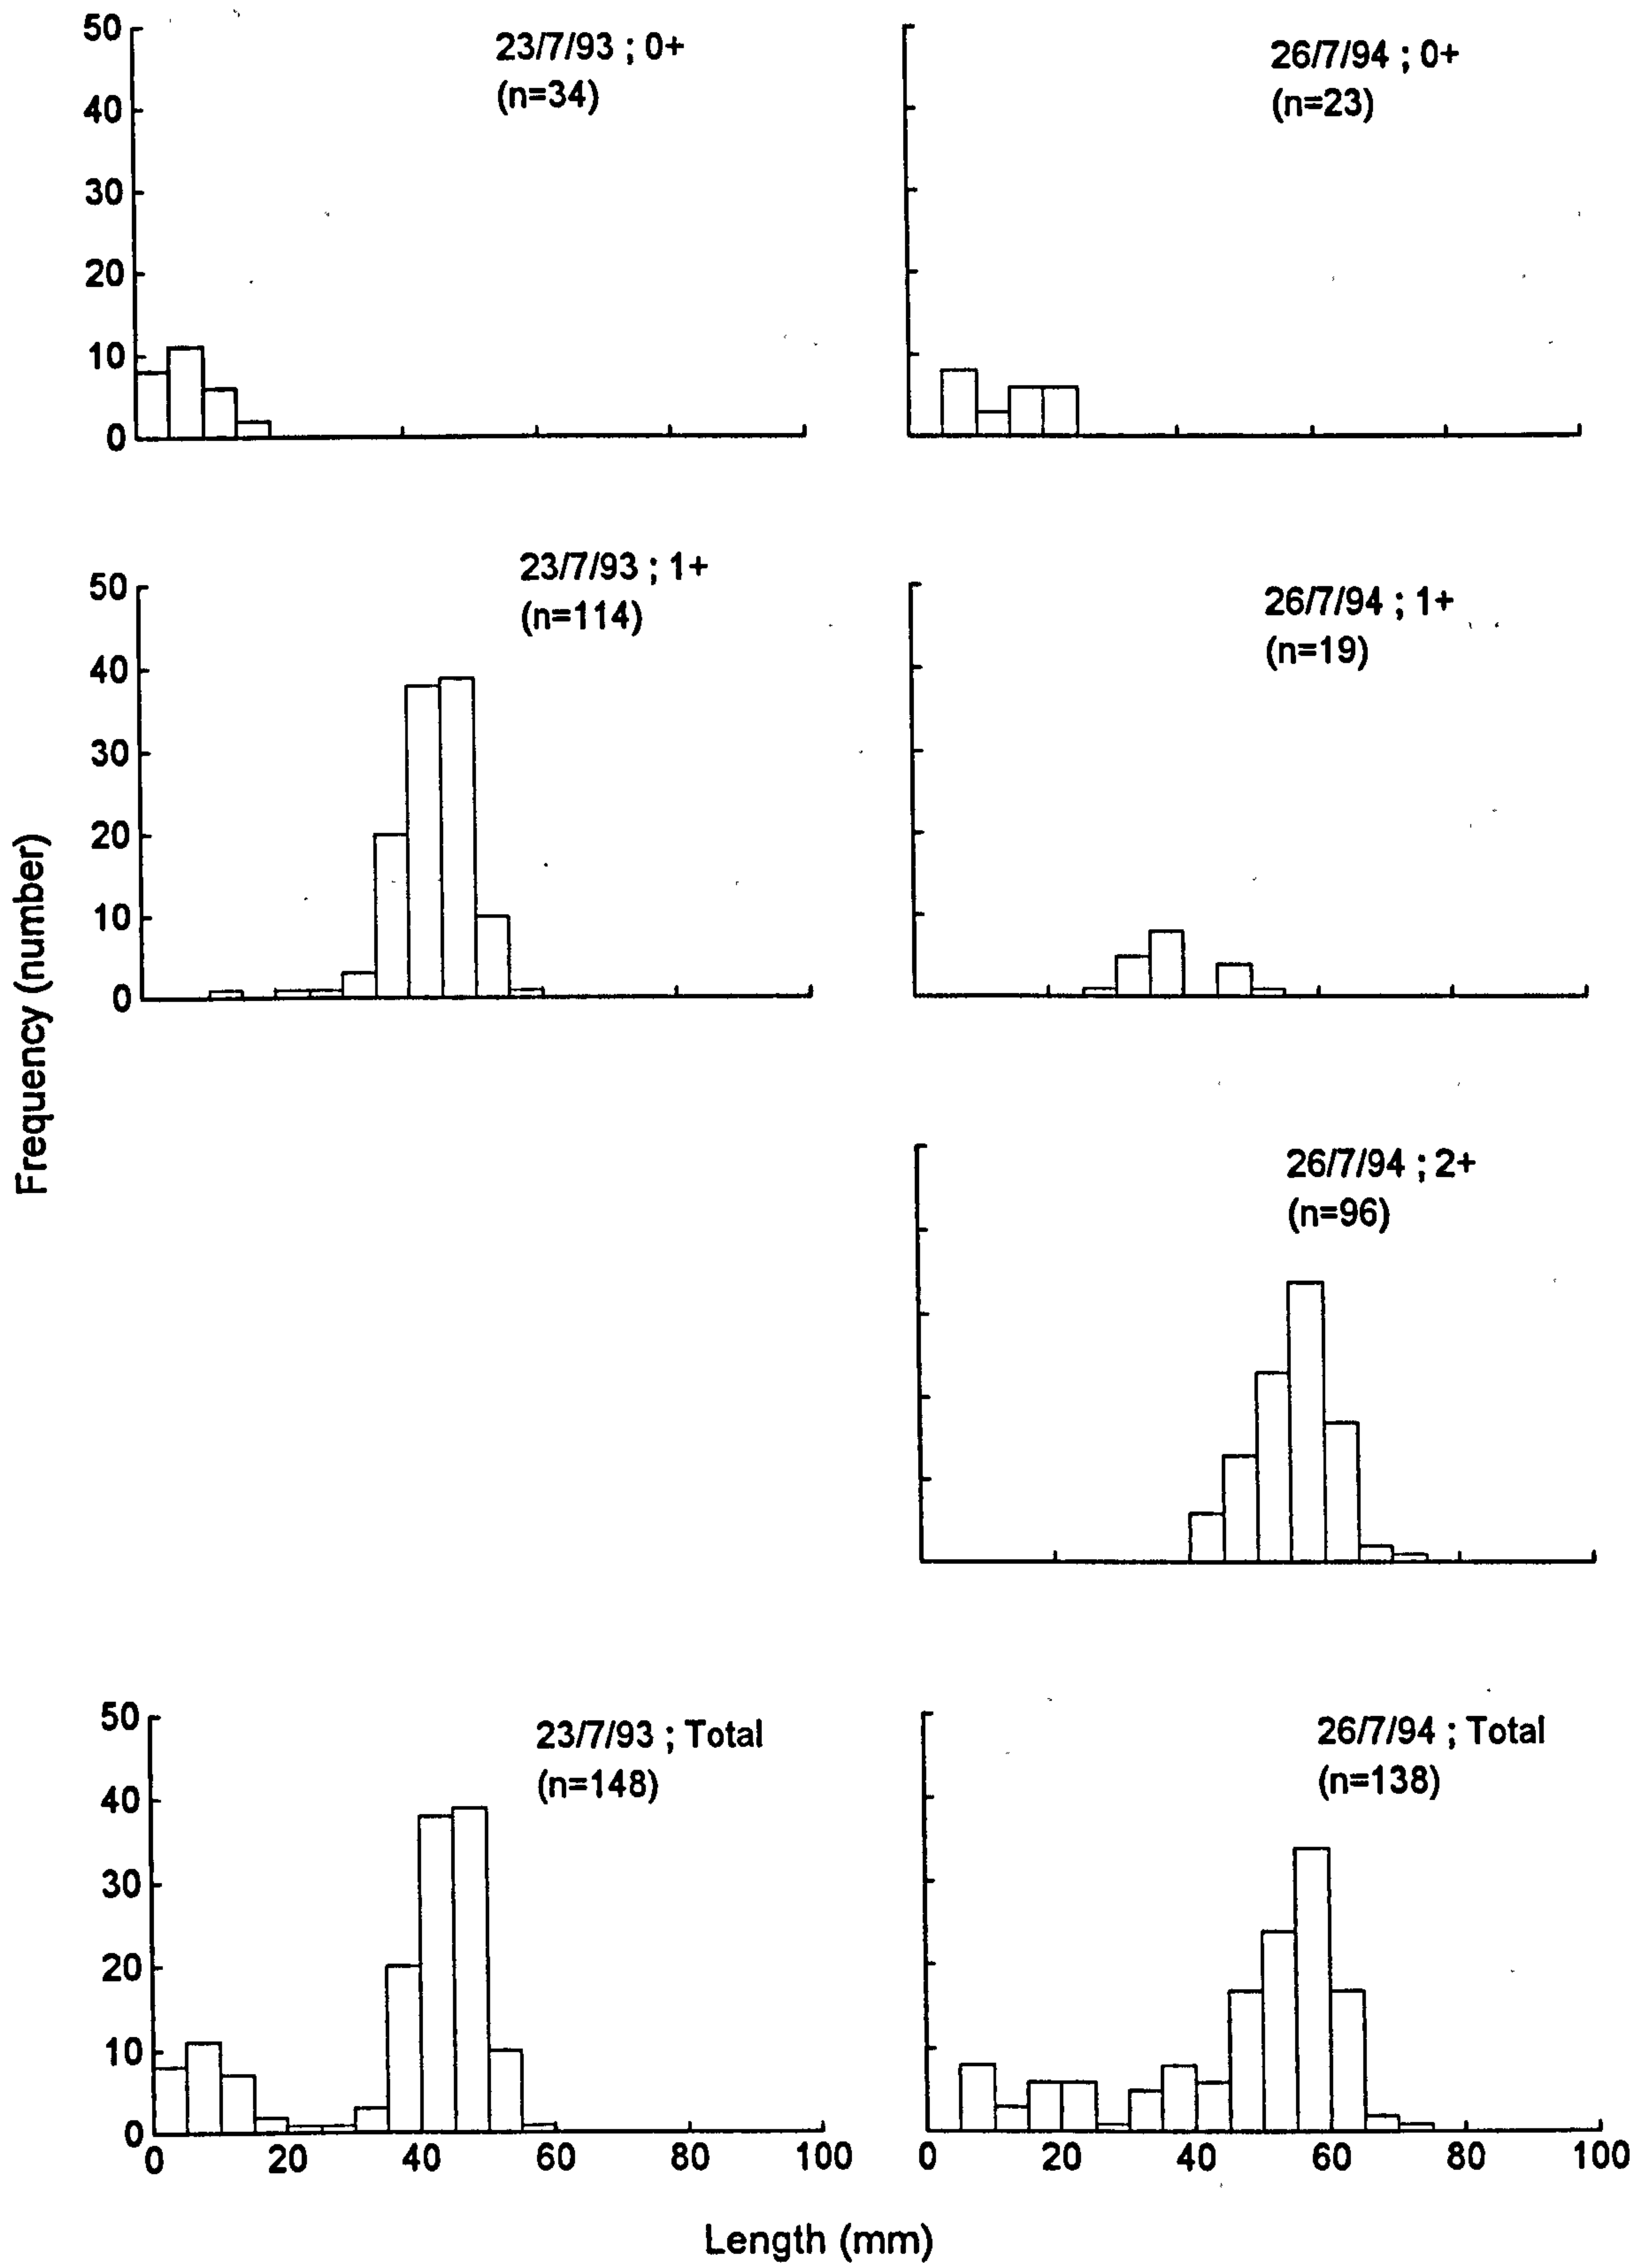 50
40
30
20
10
0
23/7/93 ; 0+
(n=34)
26/7/94 ; 0+
(n=23)
50
40
30
20
10
0
23/7/93 ; 1+
(n=114)
26/7/94 ; 1+
(n=19)
Frequency (number)
26/7/94 ; 2+
(n=96)
50
40
30
20
10
0
23/7/93 ; Total
(n=148)
26/7/94 ; Total
(n=138)
0 20 40 60 80 100
0 20 40 60 80 100
Length (mm)